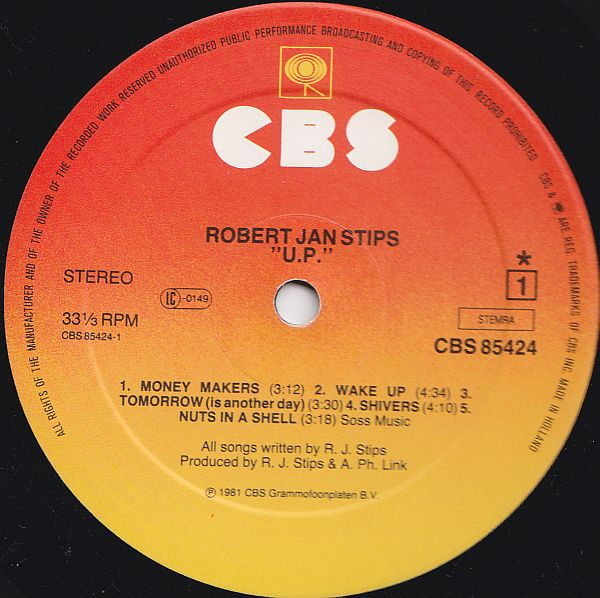 ALL RIGHTS OF THE MANUFACTURER AND OF THE OWNER OF THE RECORDED WORK RESERVED UNAUTHORIZED PUBLIC PERFORMANCE BROADCASTING AND COPYING OF THIS RECORD PROHIBITED CBS & ARE REG. TRADEMARKS OF CBS INC. MADE IN HOLLAND
CBS
ROBERT JAN STIPS
"U.P."
STEREO
LC-0149
*
1
33⅓ RPM
STEMRA
CBS 85424-1
CBS 85424
1. MONEY MAKERS (3:12) 2. WAKE UP (4:34) 3.
TOMORROW (is another day) (3:30) 4. SHIVERS (4:10) 5.
NUTS IN A SHELL (3:18) Soss Music
All songs written by R. J. Stips
Produced by R. J. Stips & A. Ph. Link
℗ 1981 CBS Grammofoonplaten B.V.